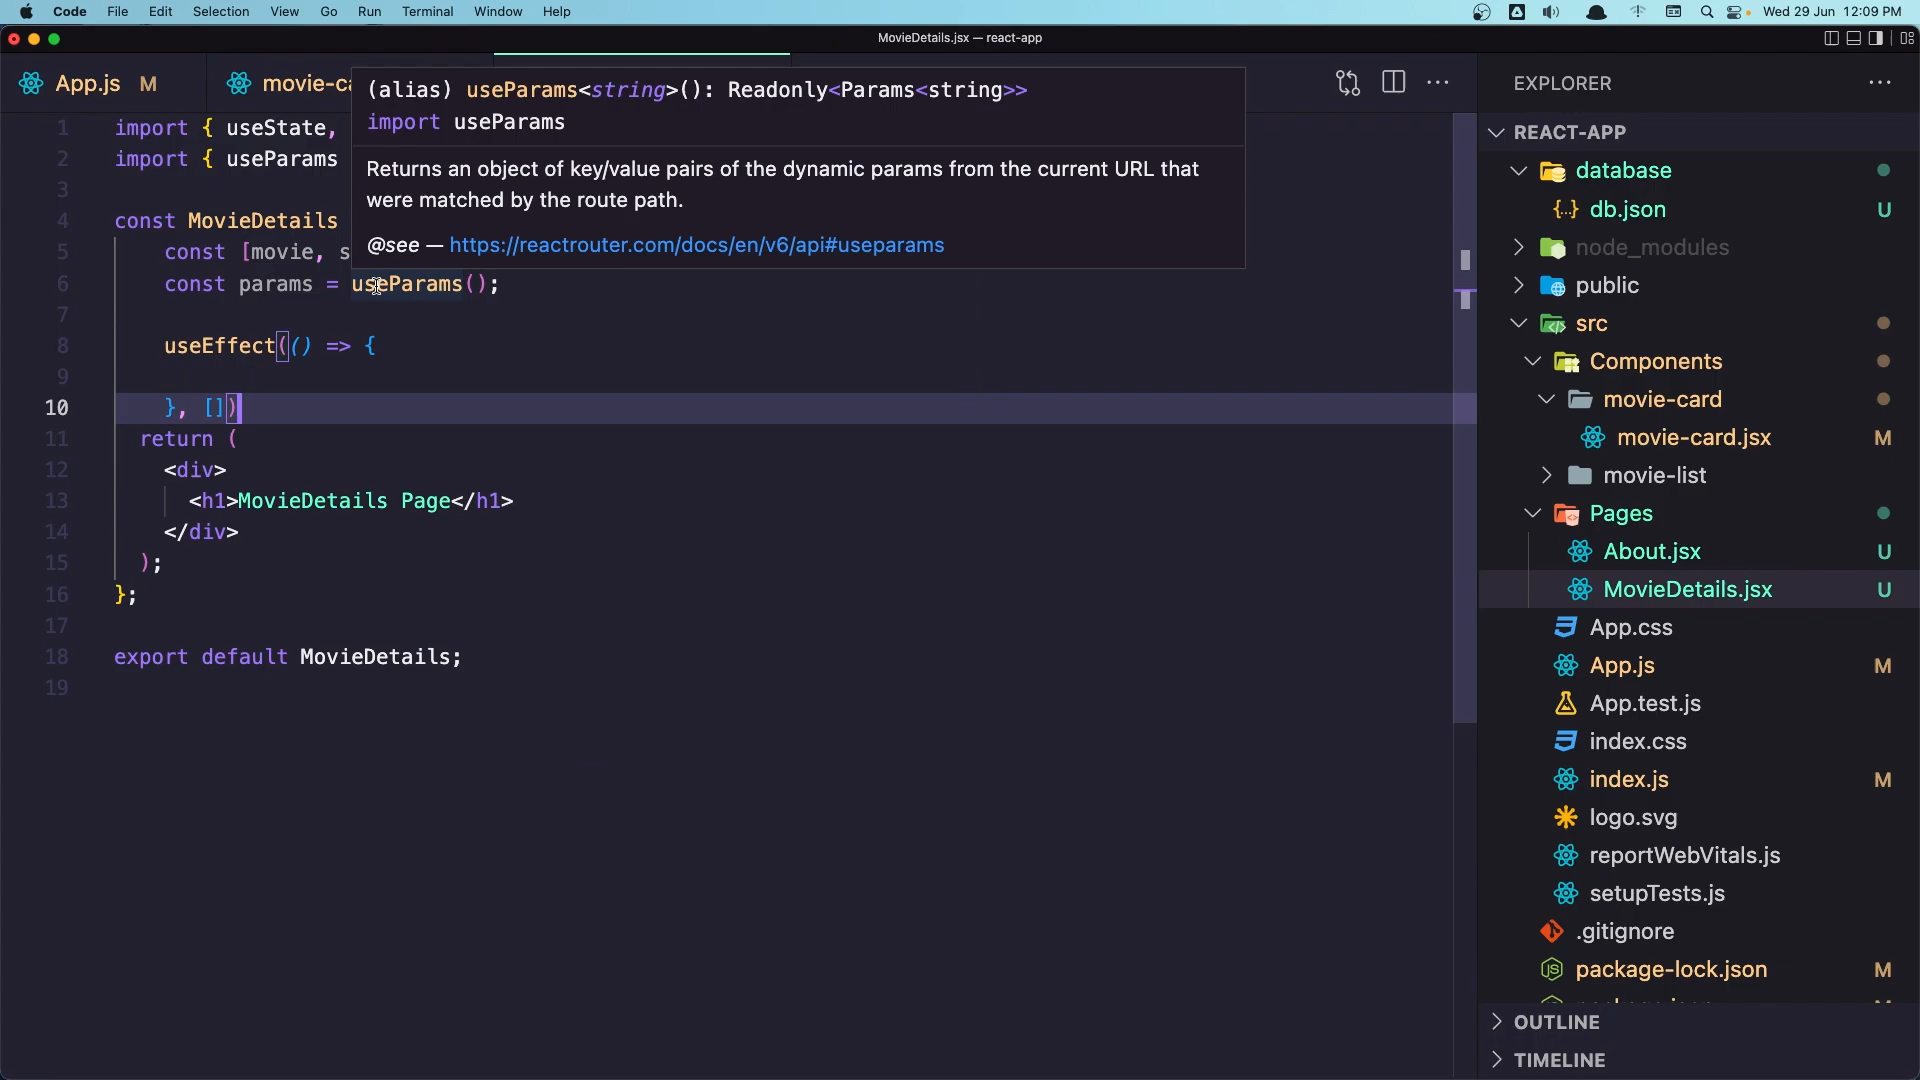 Code File Edit Selection View Go Run Terminal Window Help Wed 29 Jun 12:09 PM
MovieDetails.jsx — react-app
App.js M movie-ca
(alias) useParams<string>(): Readonly<Params<string>>
import useParams
Returns an object of key/value pairs of the dynamic params from the current URL that
were matched by the route path.
@see — https://reactrouter.com/docs/en/v6/api#useparams
1 import { useState,
2 import { useParams
3
4 const MovieDetails
5 const [movie, s
6 const params = useParams();
7
8 useEffect(() => {
9
10 }, [])
11 return (
12 <div>
13 <h1>MovieDetails Page</h1>
14 </div>
15 );
16 };
17
18 export default MovieDetails;
19
EXPLORER
REACT-APP
database
db.json U
node_modules
public
src
Components
movie-card
movie-card.jsx M
movie-list
Pages
About.jsx U
MovieDetails.jsx U
App.css
App.js M
App.test.js
index.css
index.js M
logo.svg
reportWebVitals.js
setupTests.js
.gitignore
package-lock.json M
OUTLINE
TIMELINE